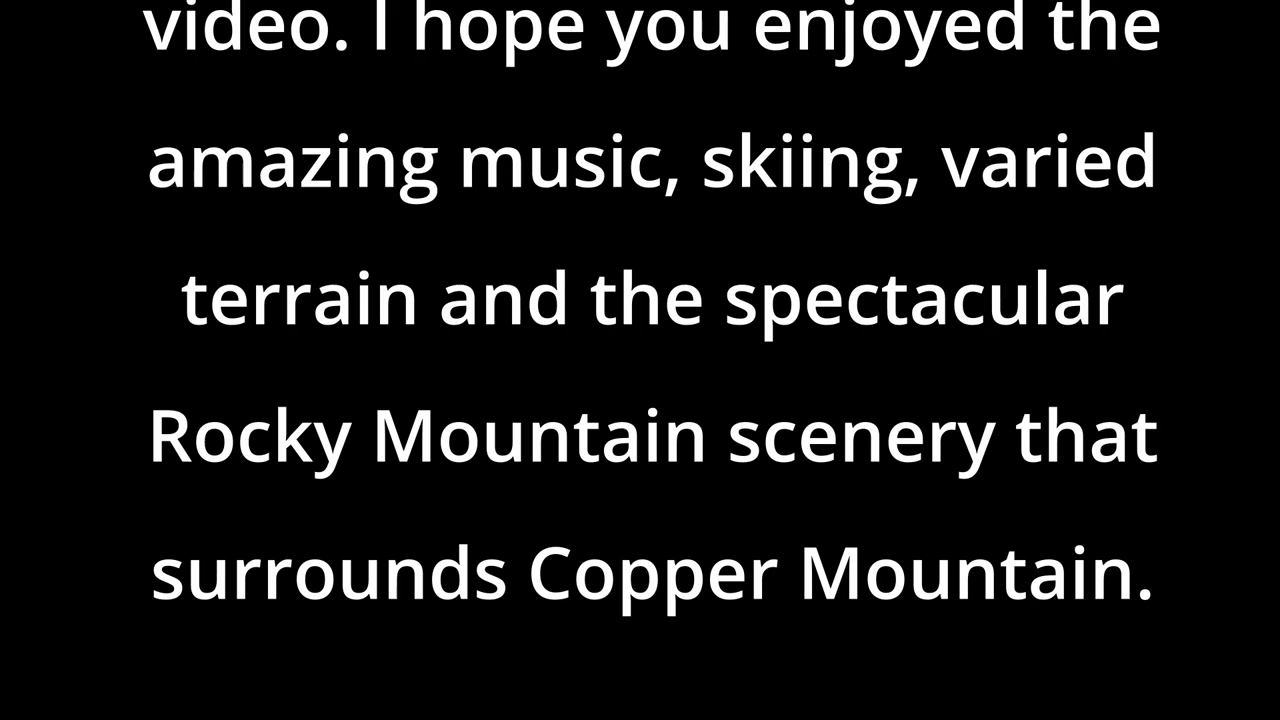 video. I hope you enjoyed the
amazing music, skiing, varied
terrain and the spectacular
Rocky Mountain scenery that
surrounds Copper Mountain.